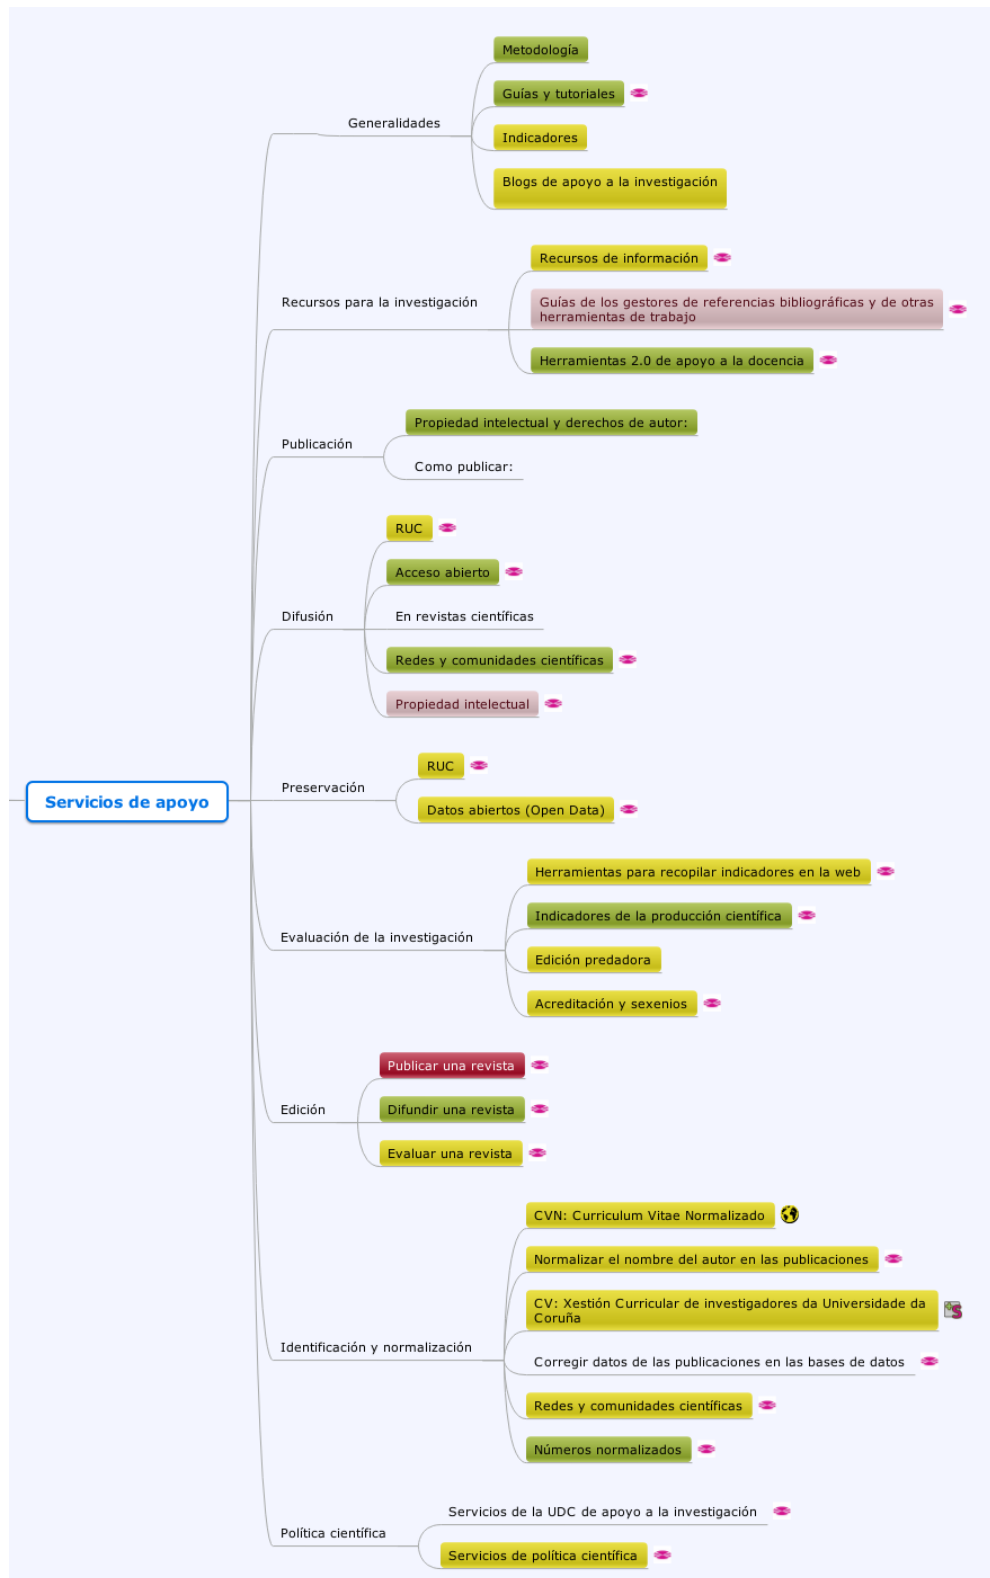 Servicios de apoyo
Generalidades
Metodología
Guías y tutoriales
Indicadores
Blogs de apoyo a la investigación
Recursos para la investigación
Recursos de información
Guías de los gestores de referencias bibliográficas y de otras
herramientas de trabajo
Herramientas 2.0 de apoyo a la docencia
Publicación
Propiedad intelectual y derechos de autor:
Como publicar:
Difusión
RUC
Acceso abierto
En revistas científicas
Redes y comunidades científicas
Propiedad intelectual
Preservación
RUC
Datos abiertos (Open Data)
Evaluación de la investigación
Herramientas para recopilar indicadores en la web
Indicadores de la producción científica
Edición predadora
Acreditación y sexenios
Edición
Publicar una revista
Difundir una revista
Evaluar una revista
Identificación y normalización
CVN: Curriculum Vitae Normalizado
Normalizar el nombre del autor en las publicaciones
CV: Xestión Curricular de investigadores da Universidade da
Coruña
Corregir datos de las publicaciones en las bases de datos
Redes y comunidades científicas
Números normalizados
Política científica
Servicios de la UDC de apoyo a la investigación
Servicios de política científica